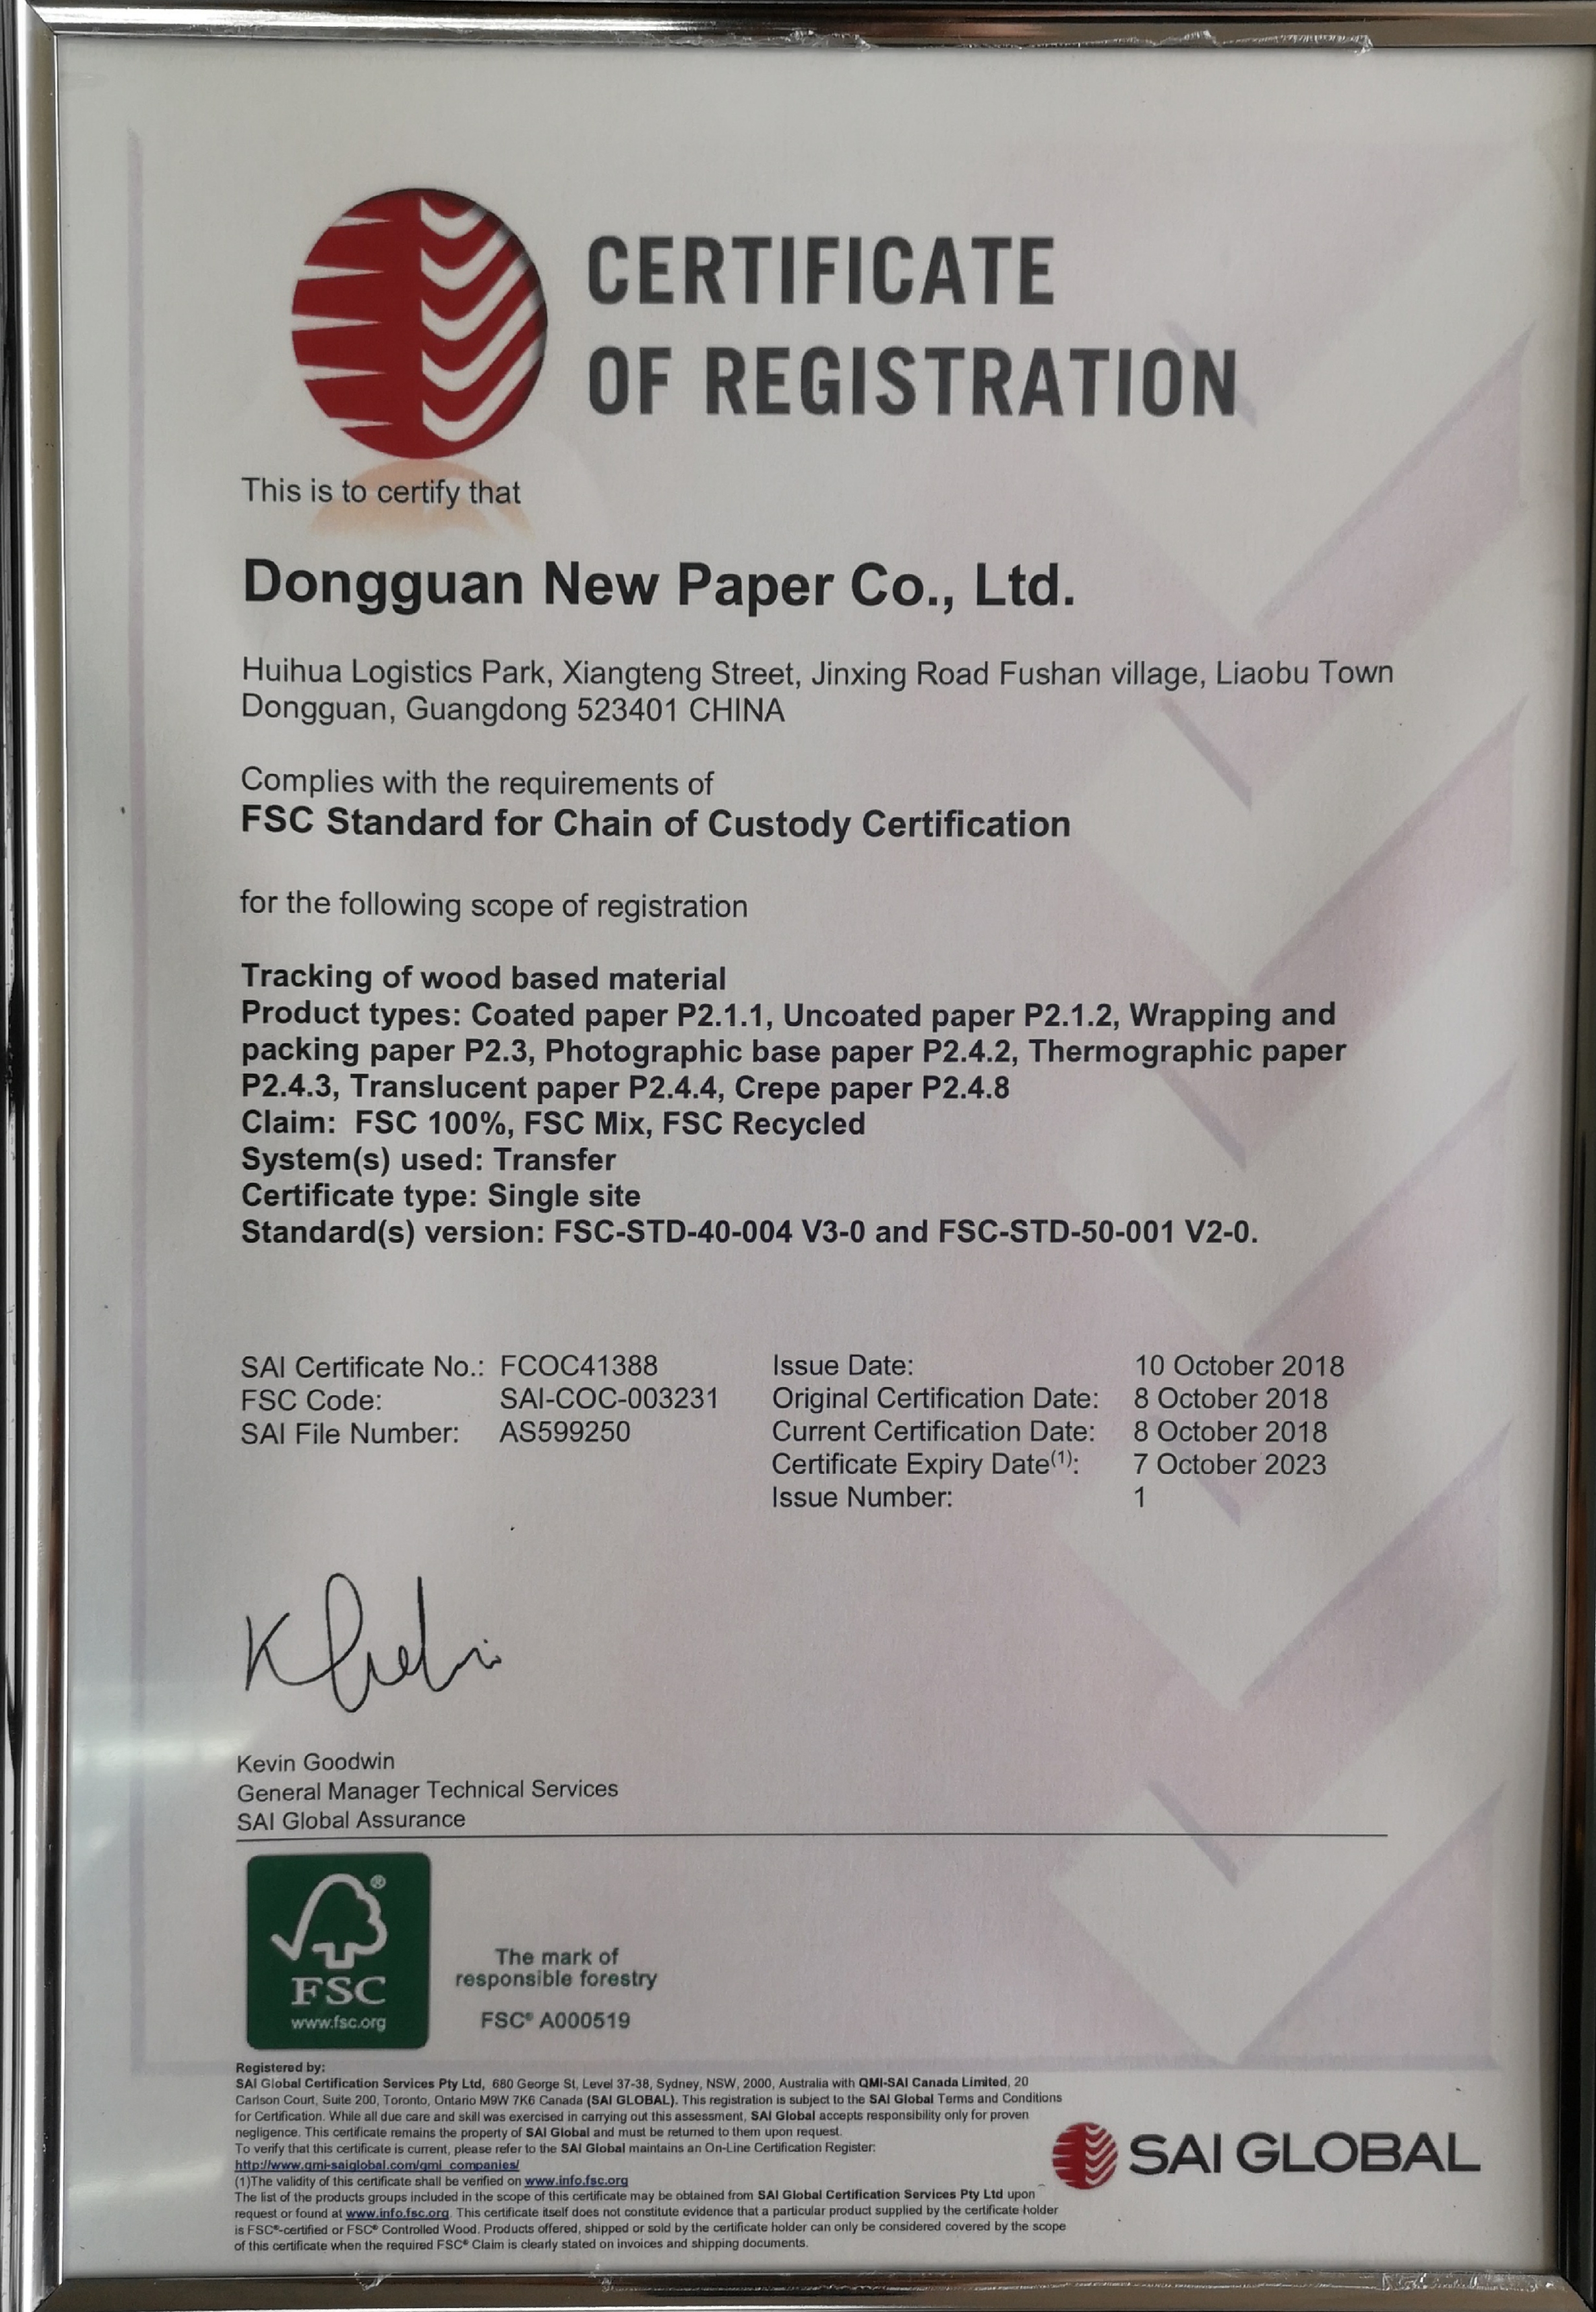 CERTIFICATE
OF REGISTRATION
This is to certify that
Dongguan New Paper Co., Ltd.
Huihua Logistics Park, Xiangteng Street, Jinxing Road Fushan village, Liaobu Town
Dongguan, Guangdong 523401 CHINA
Complies with the requirements of
FSC Standard for Chain of Custody Certification
for the following scope of registration
Tracking of wood based material
Product types: Coated paper P2.1.1, Uncoated paper P2.1.2, Wrapping and
packing paper P2.3, Photographic base paper P2.4.2, Thermographic paper
P2.4.3, Translucent paper P2.4.4, Crepe paper P2.4.8
Claim: FSC 100%, FSC Mix, FSC Recycled
System(s) used: Transfer
Certificate type: Single site
Standard(s) version: FSC-STD-40-004 V3-0 and FSC-STD-50-001 V2-0.
SAI Certificate No.: FCOC41388 Issue Date: 10 October 2018
FSC Code: SAI-COC-003231 Original Certification Date: 8 October 2018
SAI File Number: AS599250 Current Certification Date: 8 October 2018
Certificate Expiry Date(1): 7 October 2023
Issue Number: 1
Kevin Goodwin
General Manager Technical Services
SAI Global Assurance
®
FSC
www.fsc.org
The mark of
responsible forestry
FSC® A000519
Registered by:
SAI Global Certification Services Pty Ltd, 680 George St, Level 37-38, Sydney, NSW, 2000, Australia with QMI-SAI Canada Limited, 20
Carlson Court, Suite 200, Toronto, Ontario M9W 7K6 Canada (SAI GLOBAL). This registration is subject to the SAI Global Terms and Conditions
for Certification. While all due care and skill was exercised in carrying out this assessment, SAI Global accepts responsibility only for proven
negligence. This certificate remains the property of SAI Global and must be returned to them upon request.
To verify that this certificate is current, please refer to the SAI Global maintains an On-Line Certification Register:
http://www.qmi-saiglobal.com/qmi_companies/
(1)The validity of this certificate shall be verified on www.info.fsc.org
The list of the products groups included in the scope of this certificate may be obtained from SAI Global Certification Services Pty Ltd upon
request or found at www.info.fsc.org. This certificate itself does not constitute evidence that a particular product supplied by the certificate holder
is FSC®-certified or FSC® Controlled Wood. Products offered, shipped or sold by the certificate holder can only be considered covered by the scope
of this certificate when the required FSC® Claim is clearly stated on invoices and shipping documents.
SAI GLOBAL